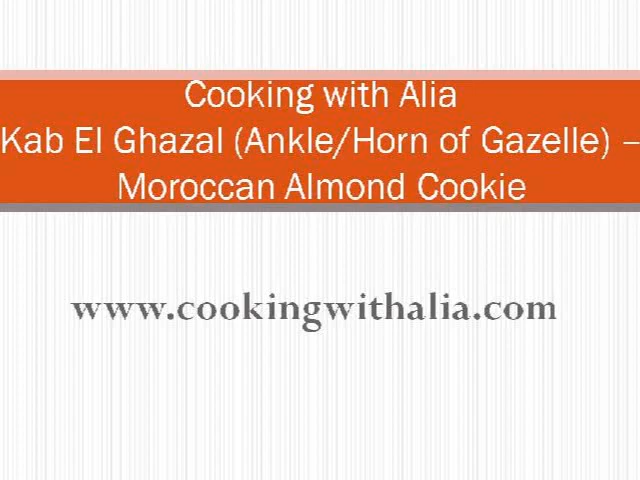 Cooking with Alia
Kab El Ghazal (Ankle/Horn of Gazelle) –
Moroccan Almond Cookie
www.cookingwithalia.com